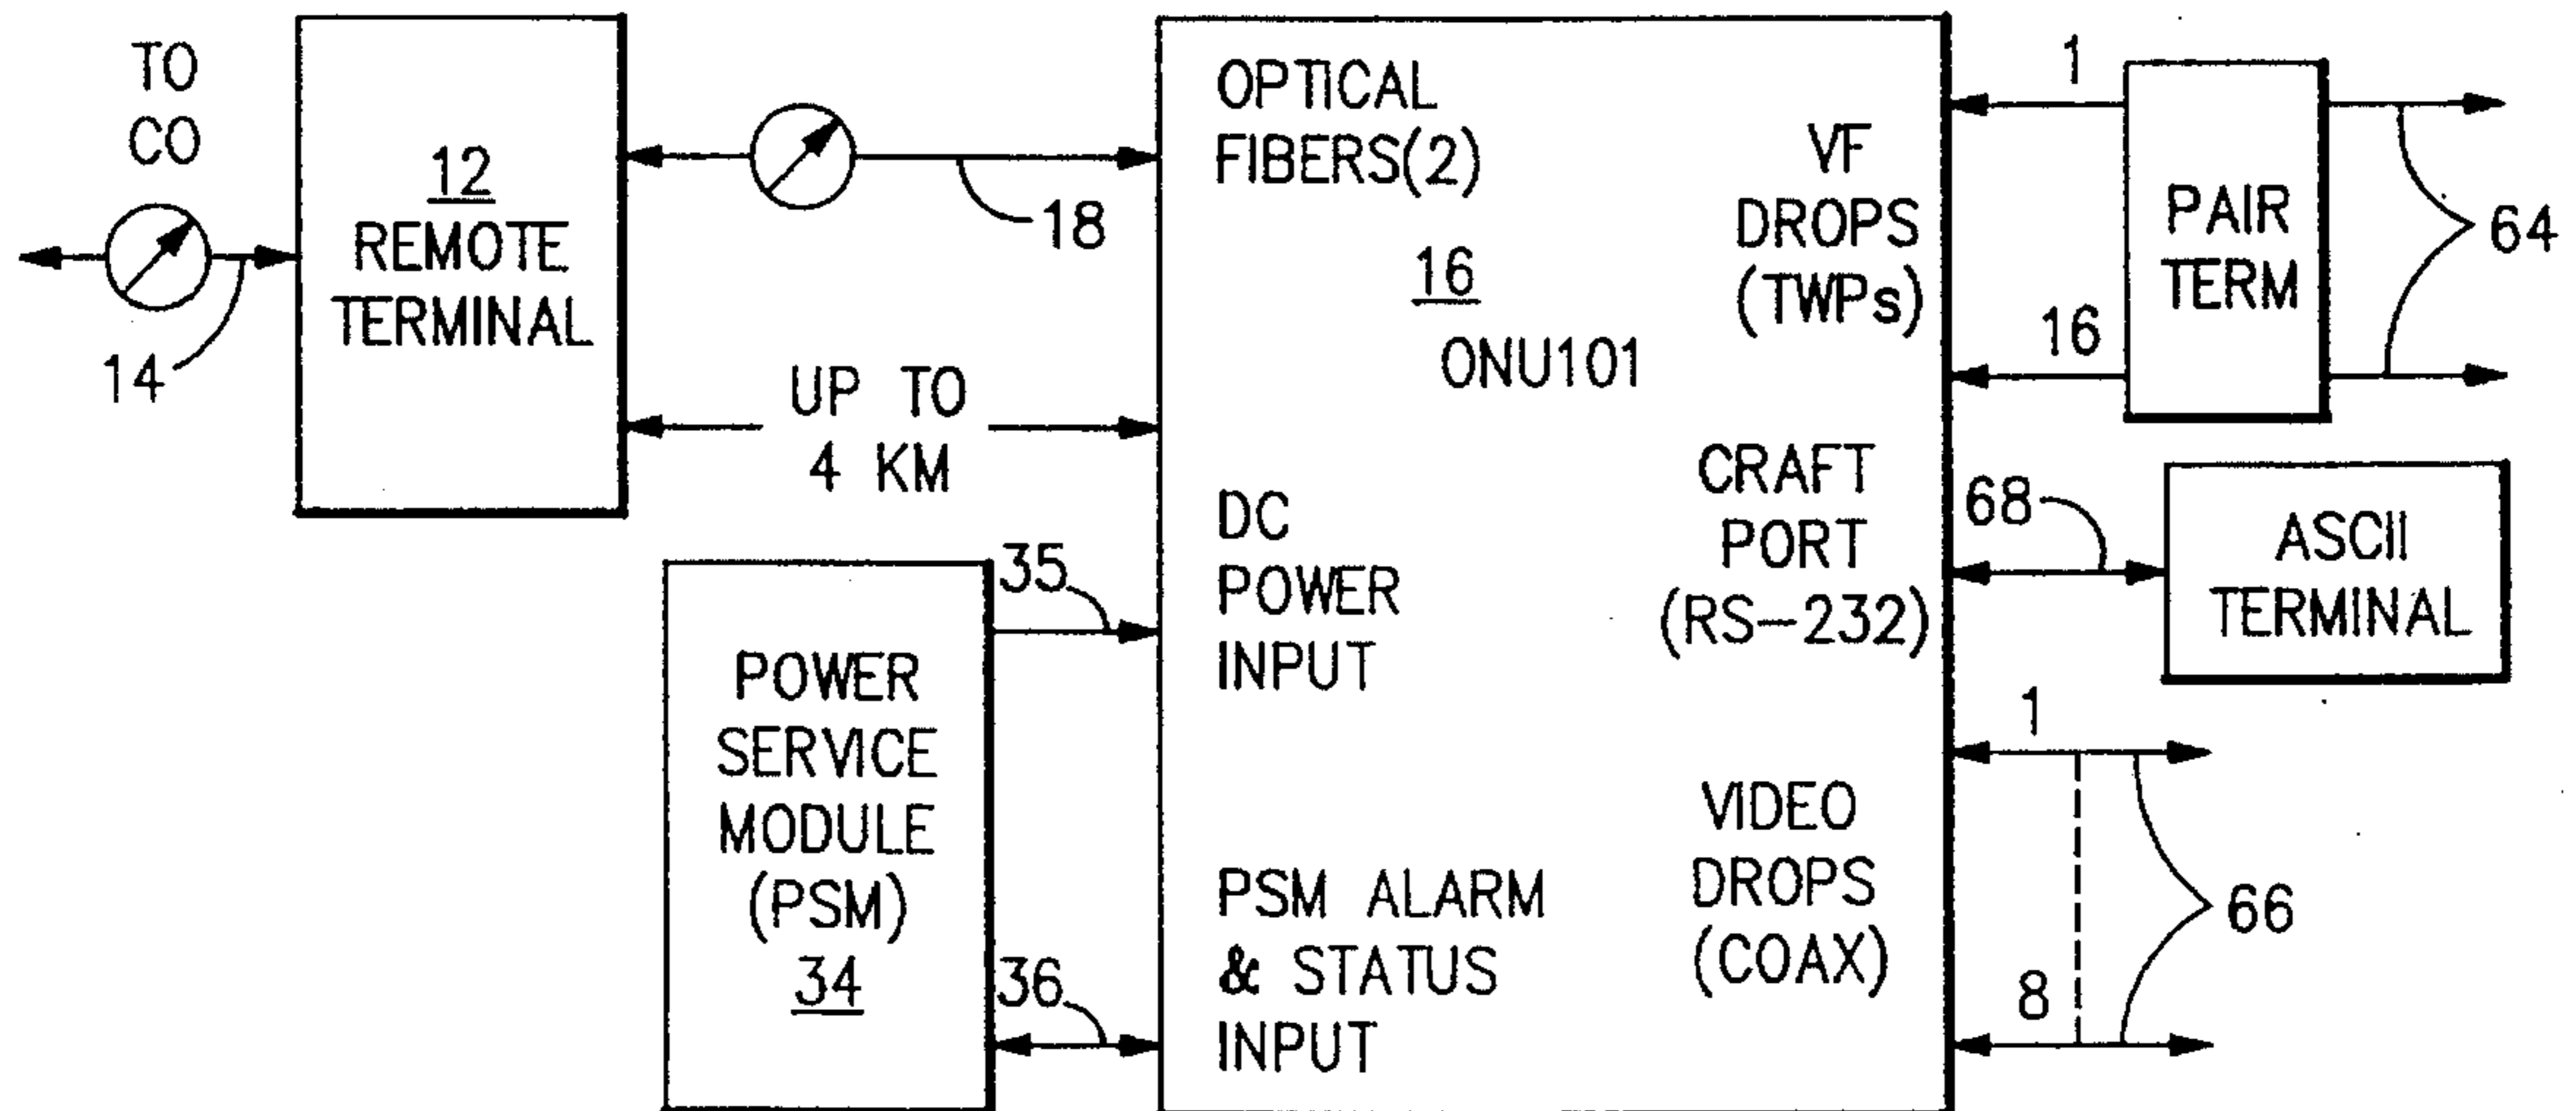 TO
CO
14
12
REMOTE
TERMINAL
18
UP TO
4 KM
POWER
SERVICE
MODULE
(PSM)
34
35
36
OPTICAL
FIBERS(2)
16
ONU101
DC
POWER
INPUT
PSM ALARM
& STATUS
INPUT
VF
DROPS
(TWPs)
CRAFT
PORT
(RS-232)
VIDEO
DROPS
(COAX)
1
16
PAIR
TERM
64
68
ASCII
TERMINAL
1
8
66